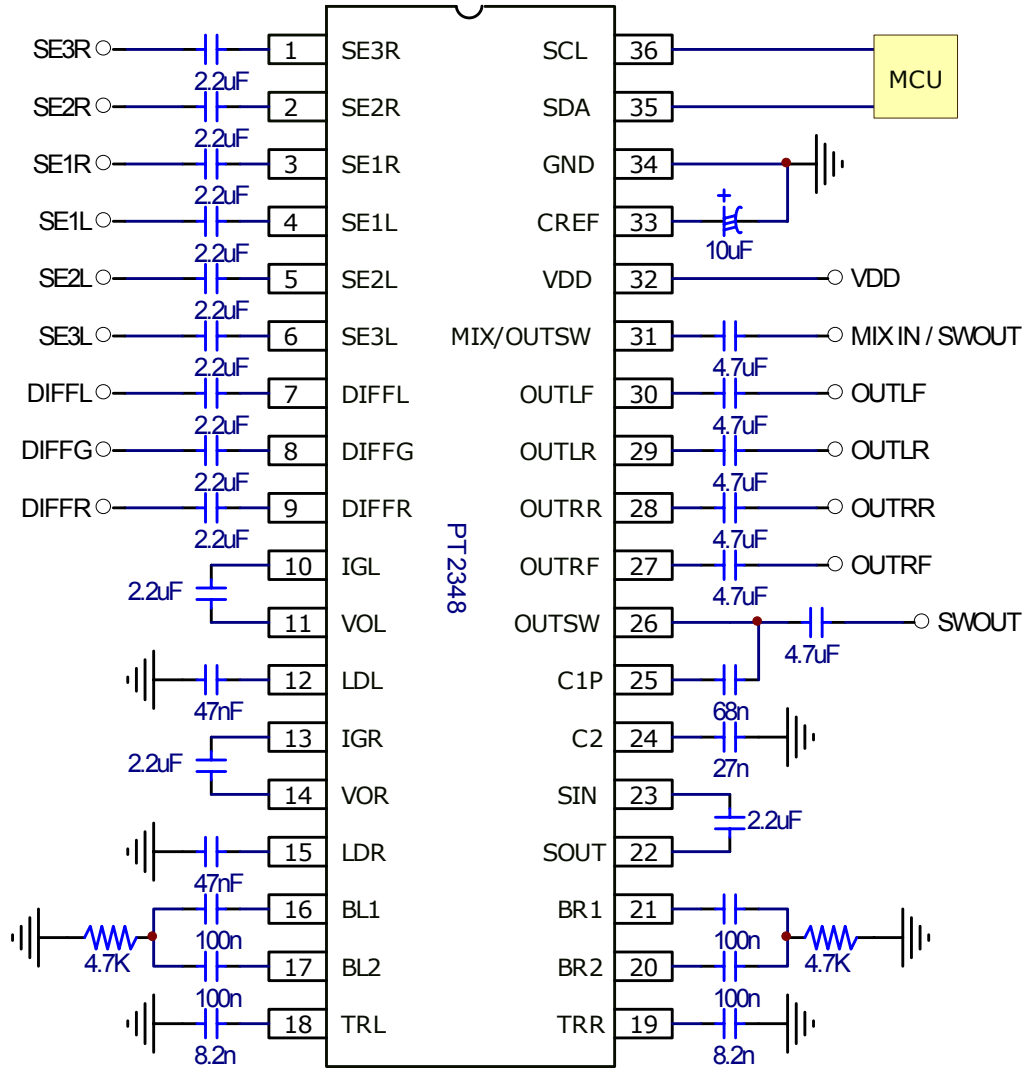 SE3R 2.2uF 1 SE3R SCL 36 MCU
SE2R 2.2uF 2 SE2R SDA 35
SE1R 2.2uF 3 SE1R GND 34
SE1L 2.2uF 4 SE1L CREF 33 + 10uF
SE2L 2.2uF 5 SE2L VDD 32 VDD
SE3L 2.2uF 6 SE3L MIX/OUTSW 31 4.7uF MIX IN / SWOUT
DIFFL 2.2uF 7 DIFFL OUTLF 30 4.7uF OUTLF
DIFFG 2.2uF 8 DIFFG OUTLR 29 4.7uF OUTLR
DIFFR 2.2uF 9 DIFFR OUTRR 28 4.7uF OUTRR
PT2348
2.2uF 10 IGL OUTRF 27 4.7uF OUTRF
11 VOL OUTSW 26 4.7uF SWOUT
47nF 12 LDL C1P 25 68n
2.2uF 13 IGR C2 24 27n
14 VOR SIN 23 2.2uF
47nF 15 LDR SOUT 22
100n 16 BL1 BR1 21 100n
4.7K 4.7K
100n 17 BL2 BR2 20 100n
8.2n 18 TRL TRR 19 8.2n